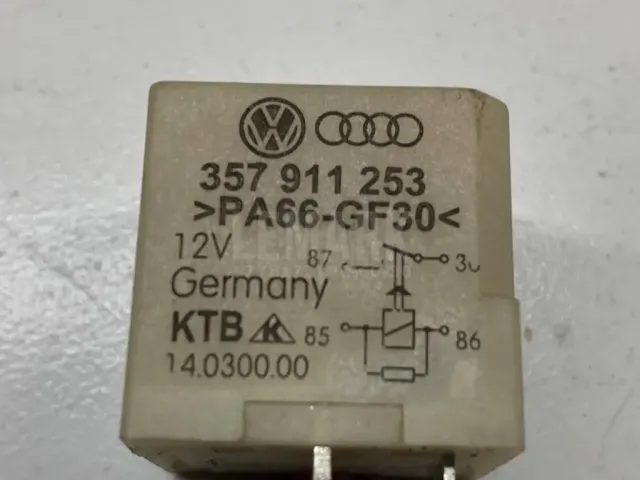 357 911 253
>PA66-GF30<
12V
87 30
Germany
KTB K 85 86
14.0300.00